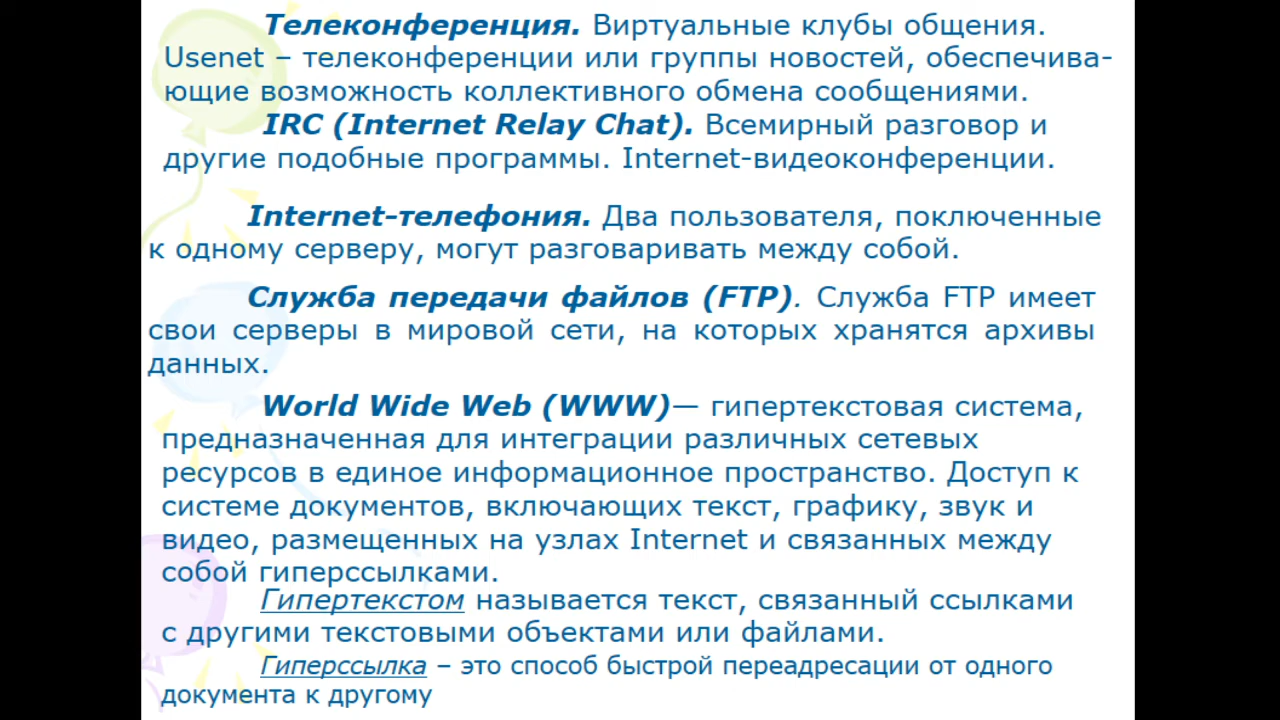 Телеконференция. Виртуальные клубы общения.
Usenet – телеконференции или группы новостей, обеспечива-
ющие возможность коллективного обмена сообщениями.
IRC (Internet Relay Chat). Всемирный разговор и
другие подобные программы. Internet-видеоконференции.
Internet-телефония. Два пользователя, поключенные
к одному серверу, могут разговаривать между собой.
Служба передачи файлов (FTP). Служба FTP имеет
свои серверы в мировой сети, на которых хранятся архивы
данных.
World Wide Web (WWW)— гипертекстовая система,
предназначенная для интеграции различных сетевых
ресурсов в единое информационное пространство. Доступ к
системе документов, включающих текст, графику, звук и
видео, размещенных на узлах Internet и связанных между
собой гиперссылками.
Гипертекстом называется текст, связанный ссылками
с другими текстовыми объектами или файлами.
Гиперссылка – это способ быстрой переадресации от одного
документа к другому